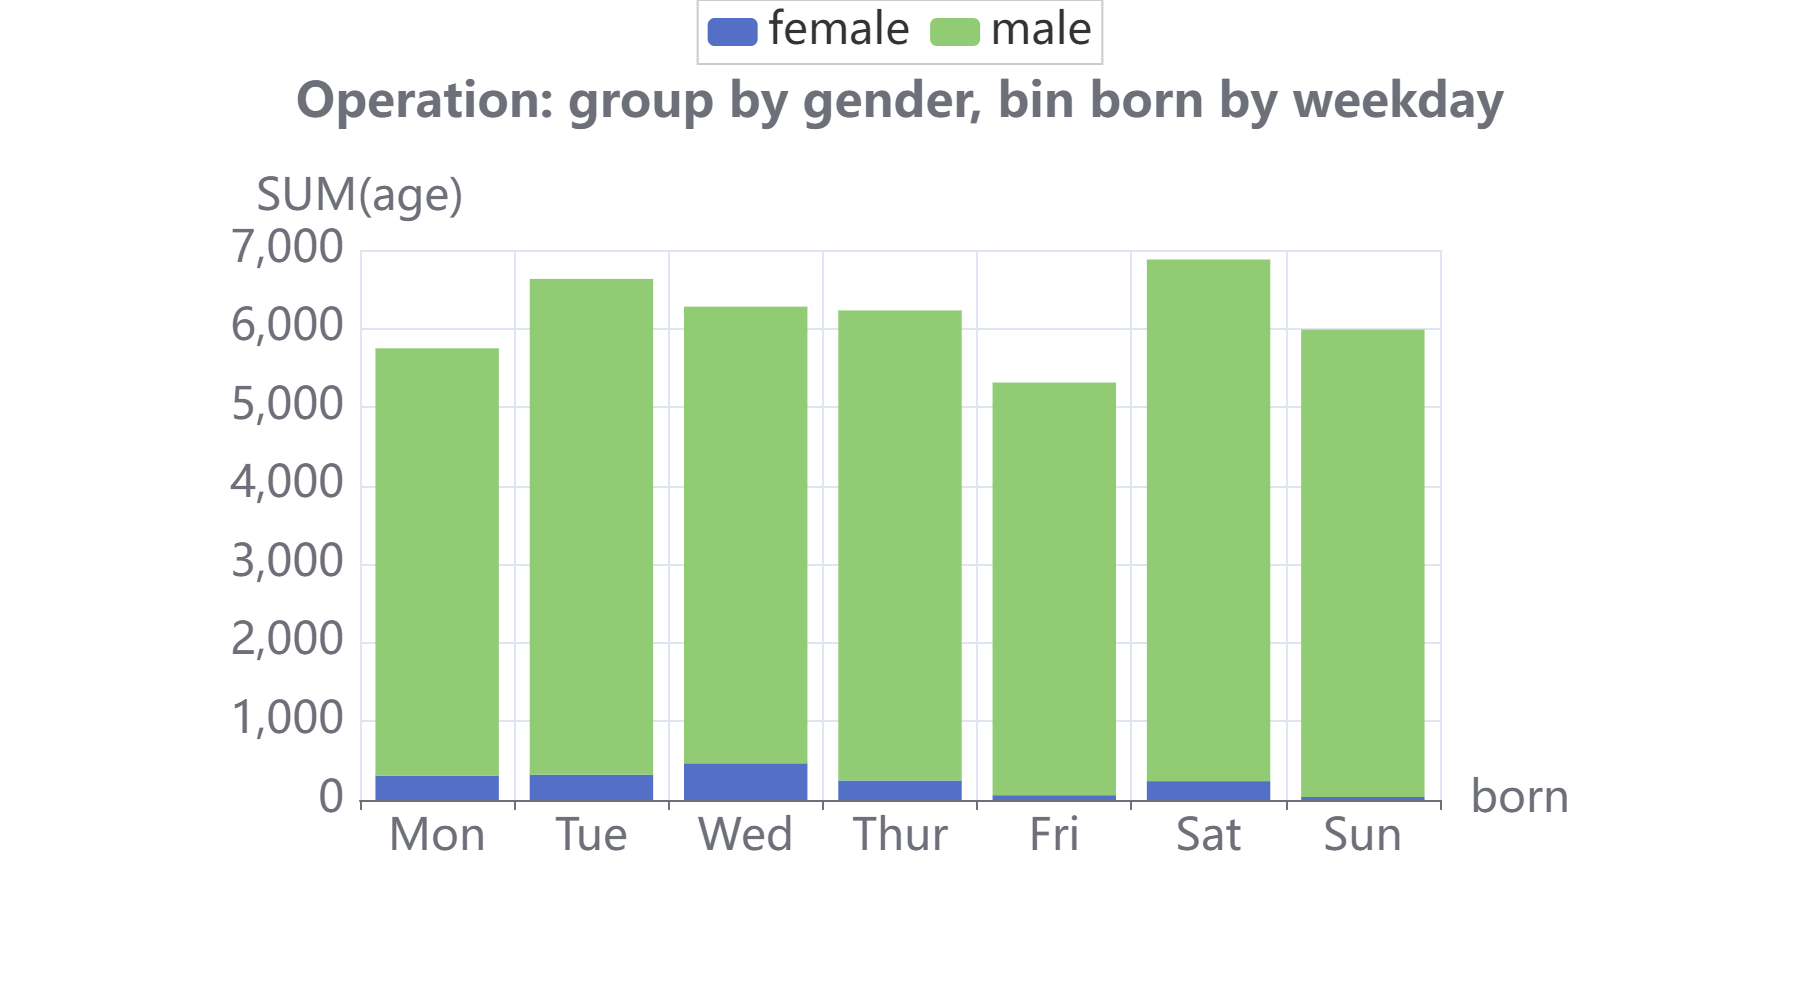 female male
Operation: group by gender, bin born by weekday
SUM(age)
7,000
6,000
5,000
4,000
3,000
2,000
1,000
0
born
Mon Tue Wed Thur Fri Sat Sun